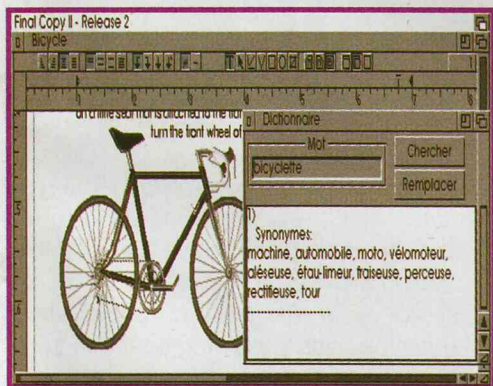 Final Copy II - Release 2
Bicycle
turn the front wheel of
Dictionnaire
Mot
bicyclette
Chercher
Remplacer
1)
Synonymes:
machine, automobile, moto, vélomoteur,
aléseuse, étau-limeur, fraiseuse, perceuse,
rectifieuse, tour